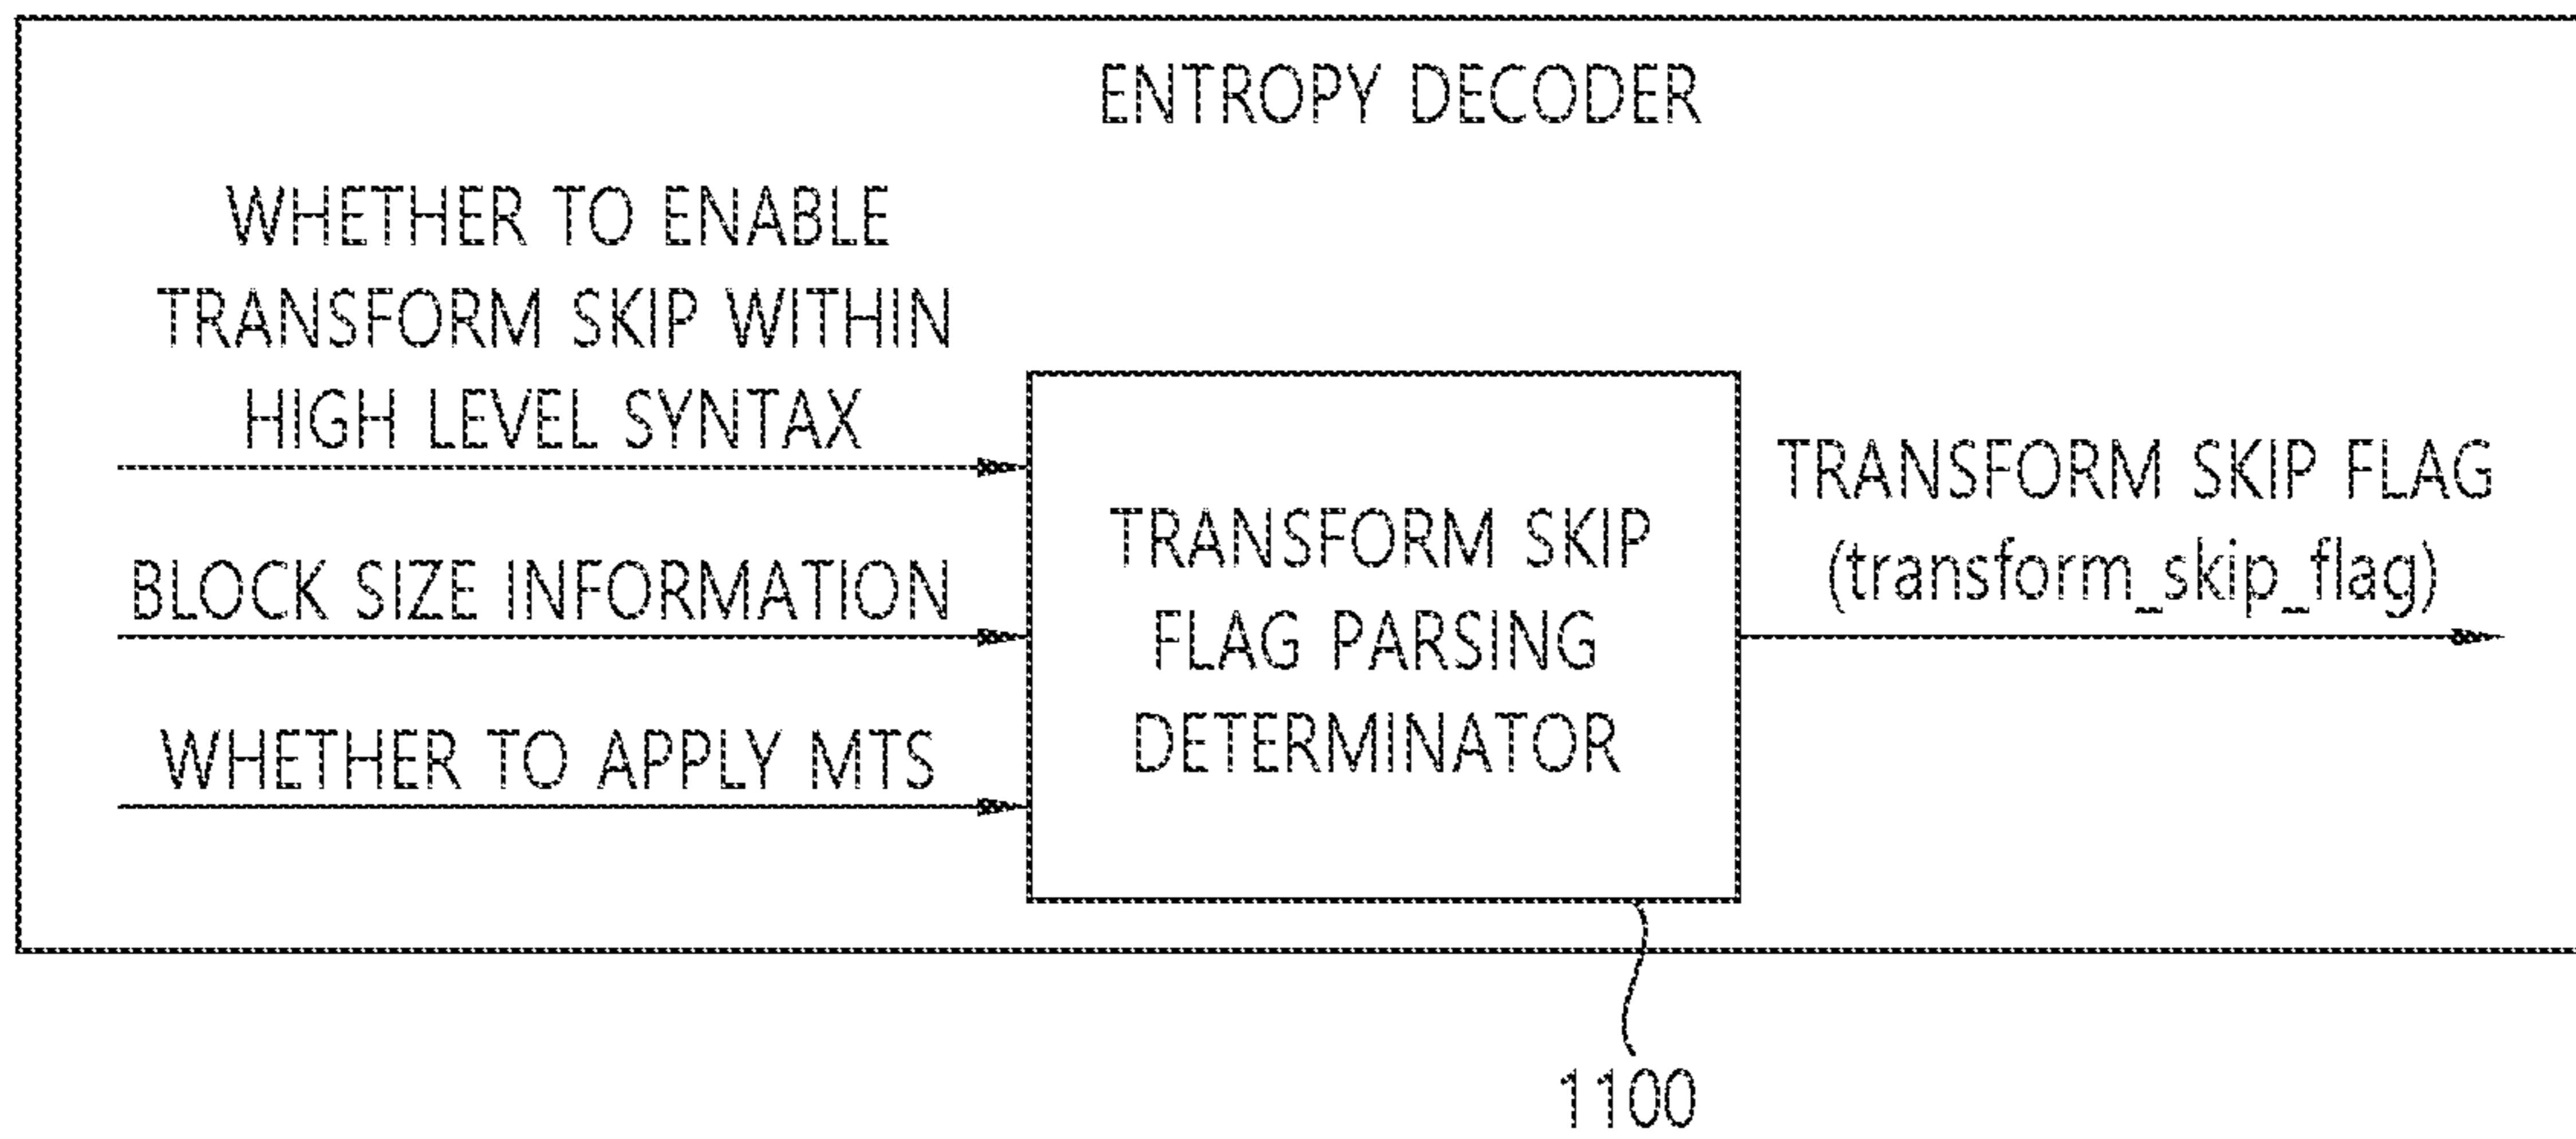 ENTROPY DECODER
WHETHER TO ENABLE
TRANSFORM SKIP WITHIN
HIGH LEVEL SYNTAX
BLOCK SIZE INFORMATION
WHETHER TO APPLY MTS
TRANSFORM SKIP
FLAG PARSING
DETERMINATOR
TRANSFORM SKIP FLAG
(transform_skip_flag)
1100